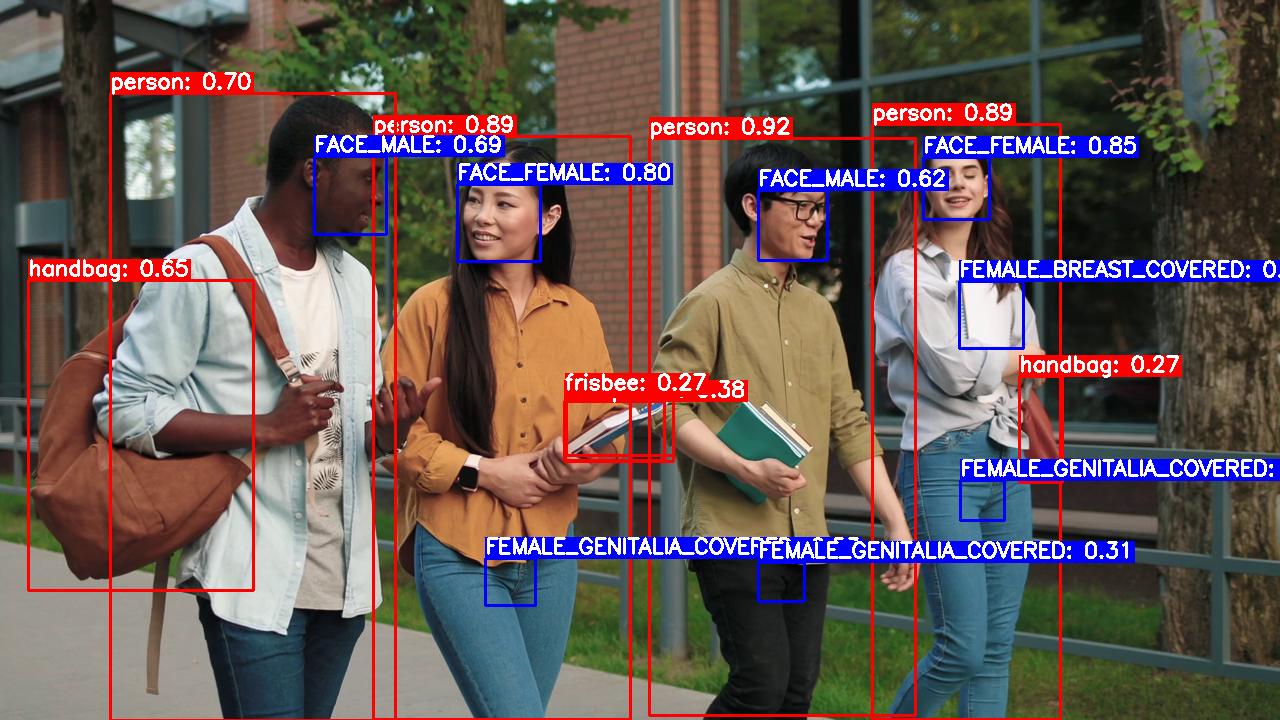 person: 0.70
person: 0.89
person: 0.92
person: 0.89
FACE_MALE: 0.69
FACE_FEMALE: 0.80
FACE_MALE: 0.62
FACE_FEMALE: 0.85
handbag: 0.65
FEMALE_BREAST_COVERED: 0.
handbag: 0.27
frisbee: 0.27
.38
FEMALE_GENITALIA_COVERED:
FEMALE_GENITALIA_COVERED: 0.31